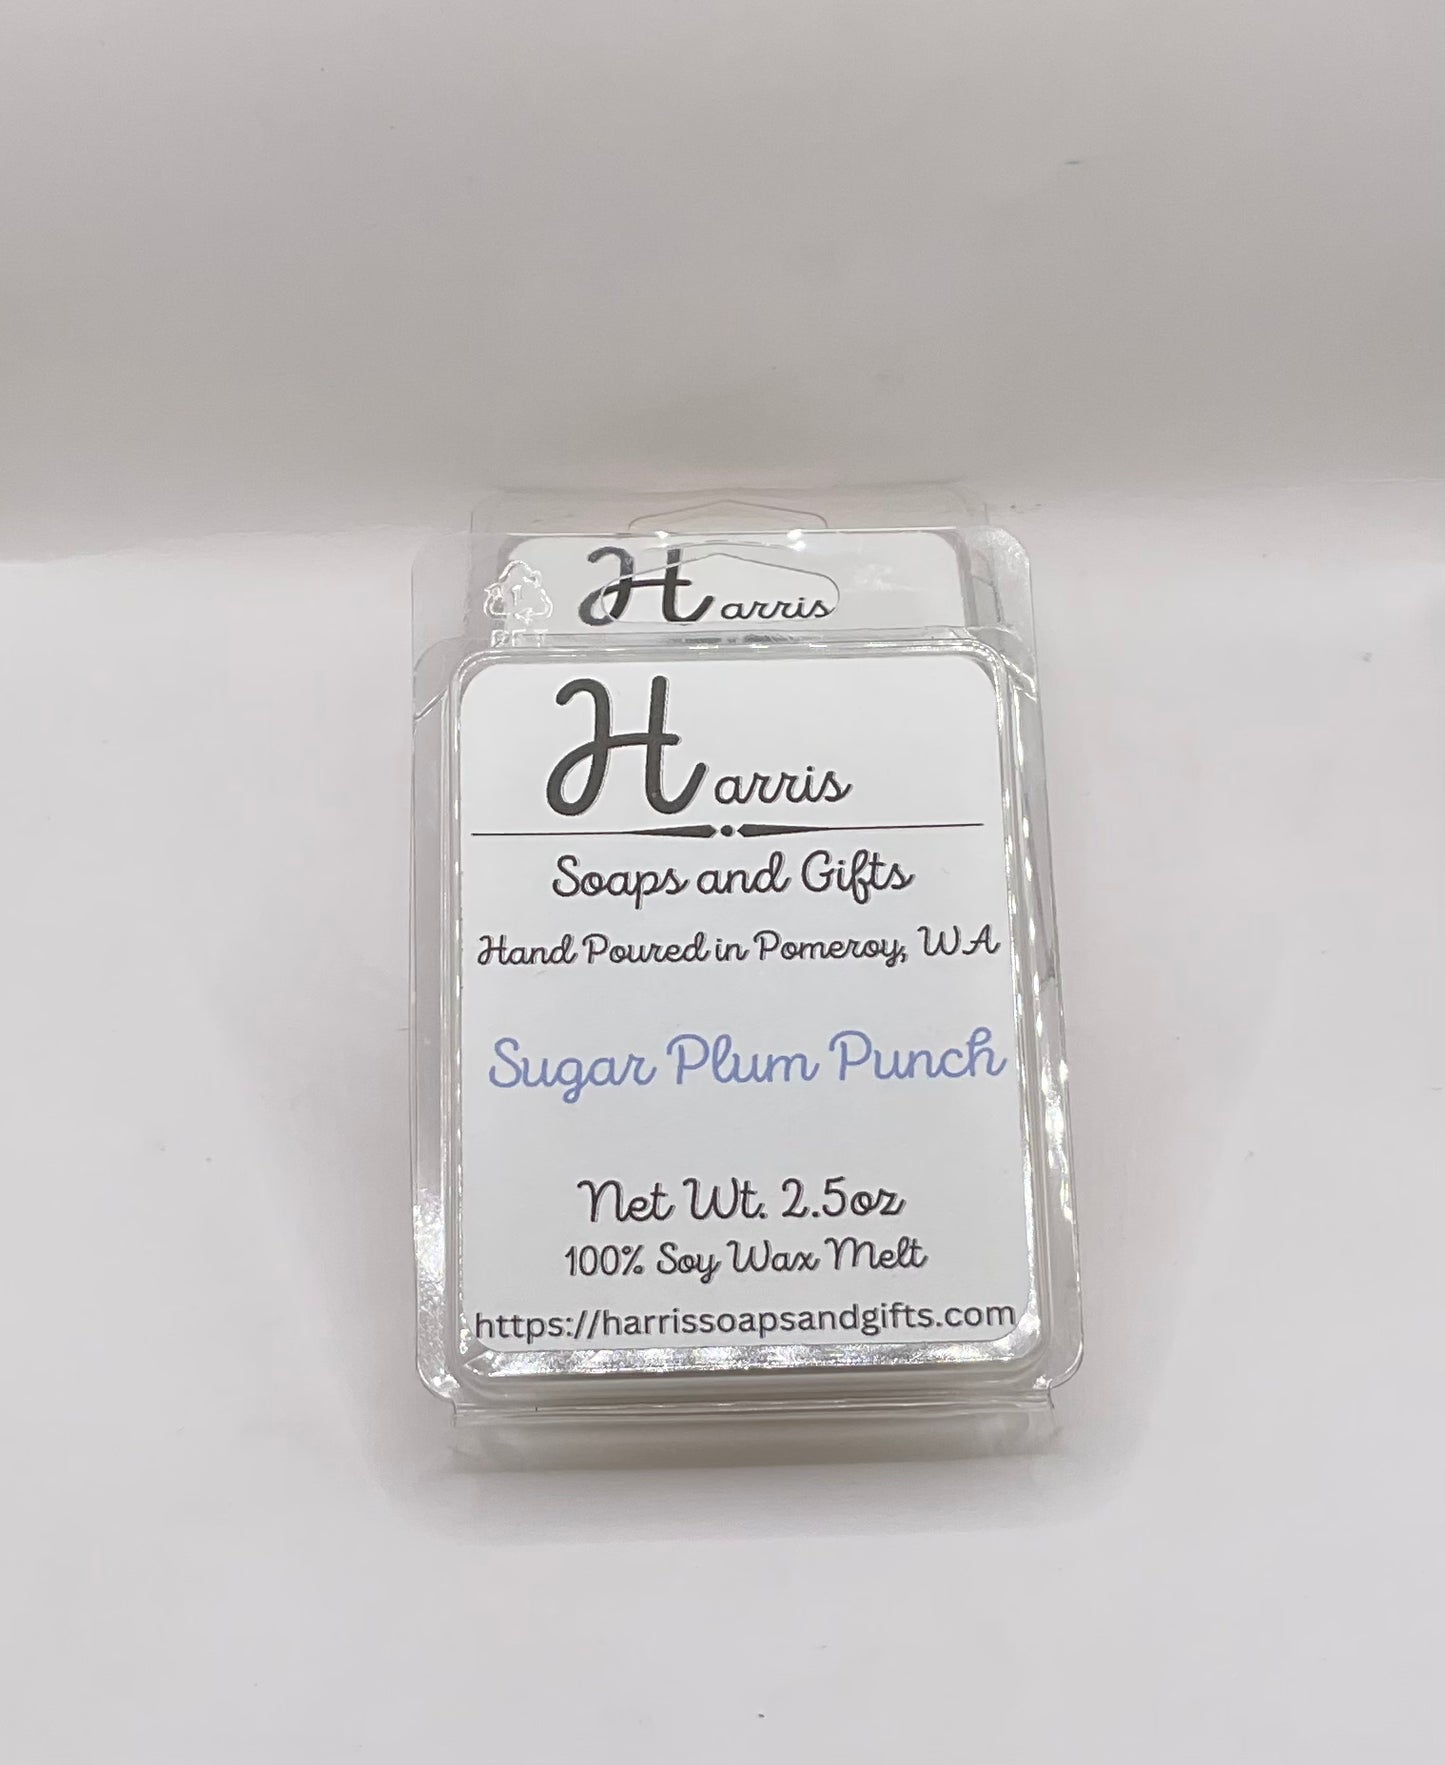 Harris
PET
Harris
Soaps and Gifts
Hand Poured in Pomeroy, WA
Sugar Plum Punch
Net Wt. 2.5oz
100% Soy Wax Melt
https://harrissoapsandgifts.com